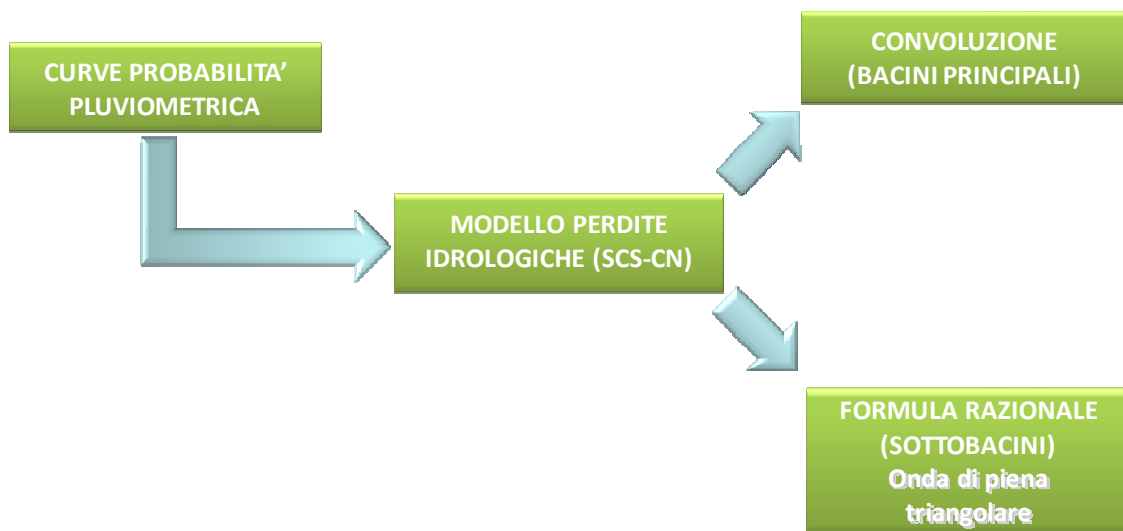 CURVE PROBABILITA’
PLUVIOMETRICA
CONVOLUZIONE
(BACINI PRINCIPALI)
MODELLO PERDITE
IDROLOGICHE (SCS-CN)
FORMULA RAZIONALE
(SOTTOBACINI)
Onda di piena
triangolare